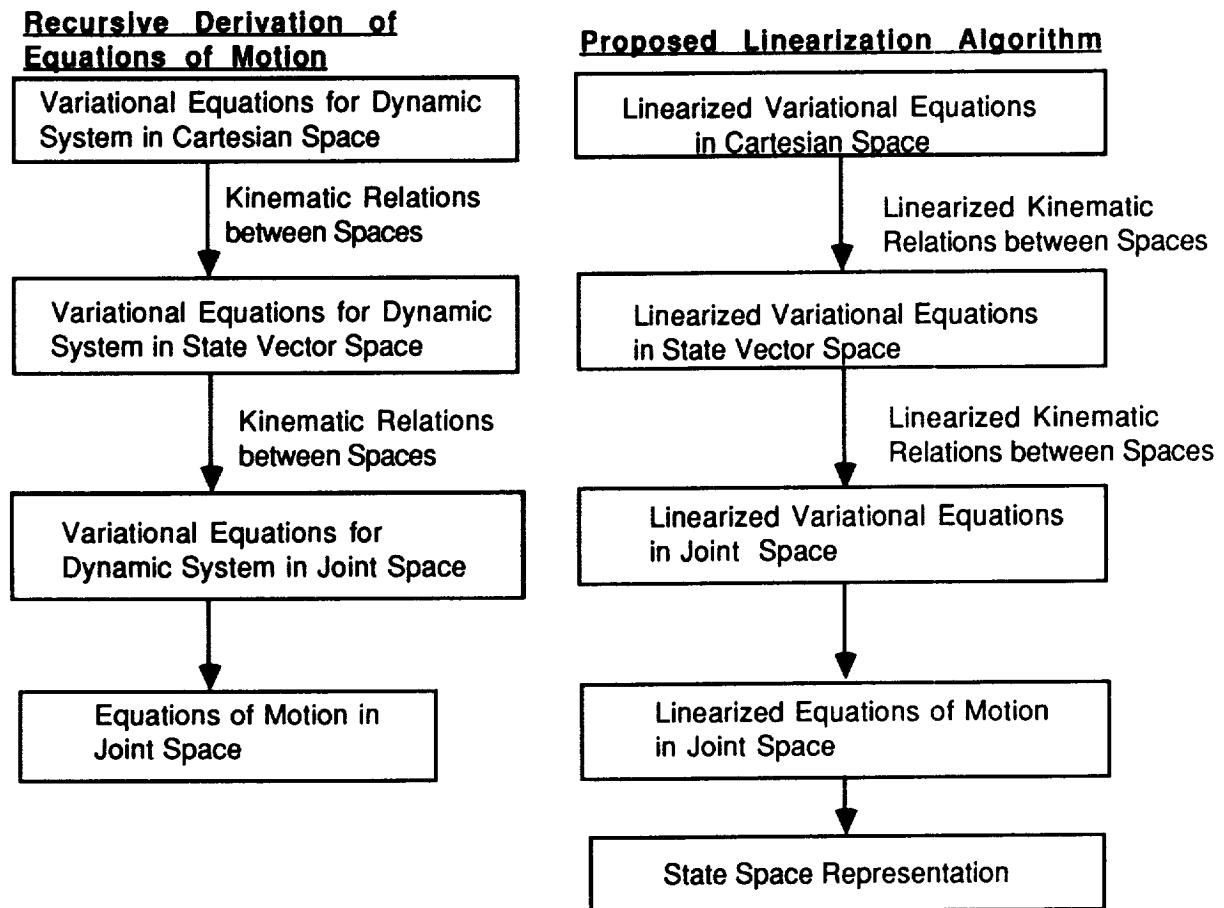 Recursive Derivation of
Equations of Motion
Variational Equations for Dynamic
System in Cartesian Space
Kinematic Relations
between Spaces
Variational Equations for Dynamic
System in State Vector Space
Kinematic Relations
between Spaces
Variational Equations for
Dynamic System in Joint Space
Equations of Motion in
Joint Space
Proposed Linearization Algorithm
Linearized Variational Equations
in Cartesian Space
Linearized Kinematic
Relations between Spaces
Linearized Variational Equations
in State Vector Space
Linearized Kinematic
Relations between Spaces
Linearized Variational Equations
in Joint Space
Linearized Equations of Motion
in Joint Space
State Space Representation